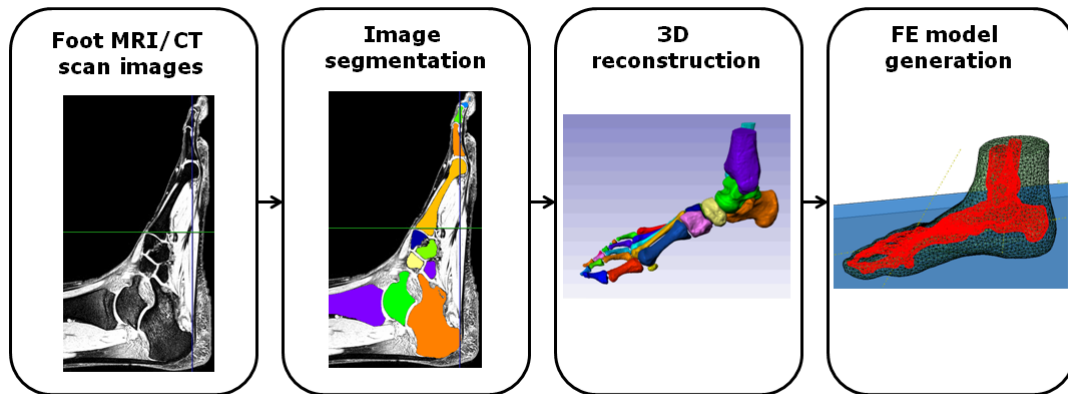 Foot MRI/CT
scan images
Image
segmentation
3D
reconstruction
FE model
generation